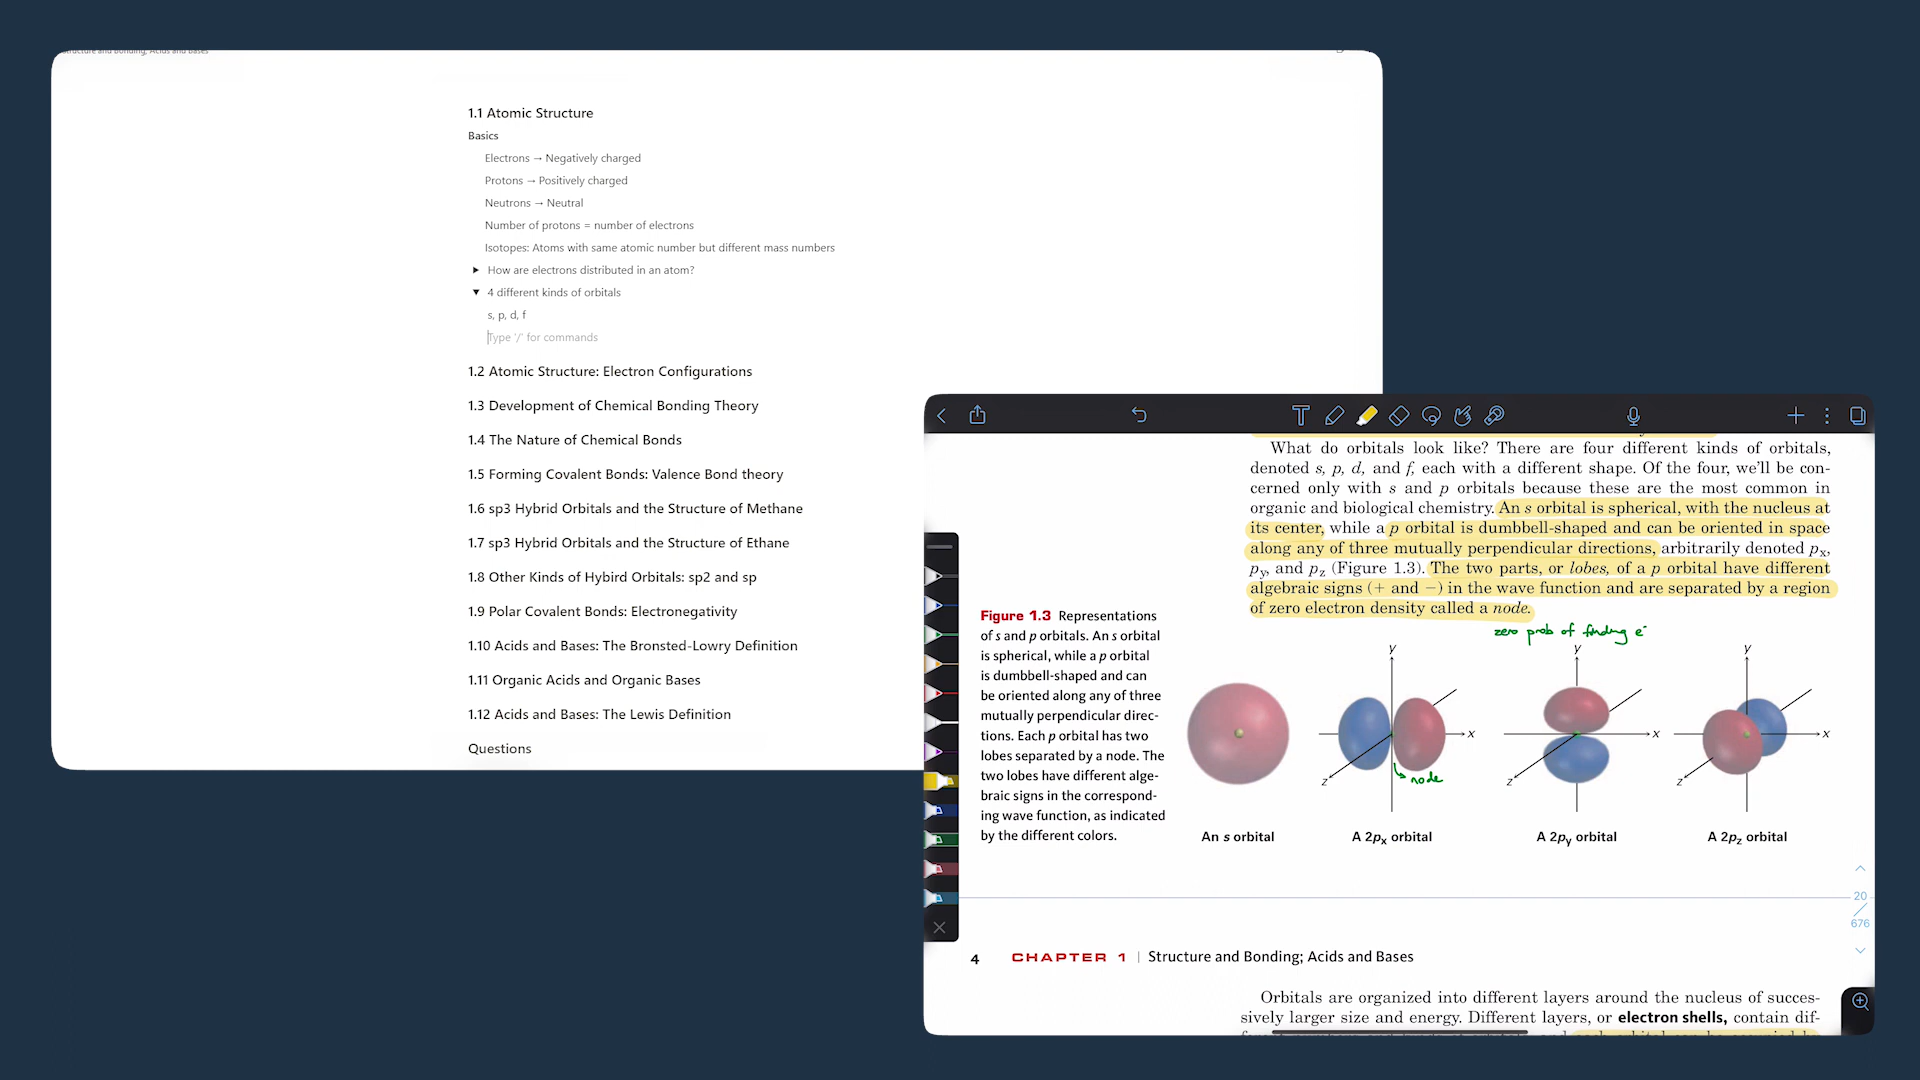 Structure and Bonding; Acids and Bases
1.1 Atomic Structure
Basics
Electrons → Negatively charged
Protons → Positively charged
Neutrons → Neutral
Number of protons = number of electrons
Isotopes: Atoms with same atomic number but different mass numbers
How are electrons distributed in an atom?
4 different kinds of orbitals
s, p, d, f
Type '/' for commands
1.2 Atomic Structure: Electron Configurations
1.3 Development of Chemical Bonding Theory
1.4 The Nature of Chemical Bonds
1.5 Forming Covalent Bonds: Valence Bond theory
1.6 sp3 Hybrid Orbitals and the Structure of Methane
1.7 sp3 Hybrid Orbitals and the Structure of Ethane
1.8 Other Kinds of Hybird Orbitals: sp2 and sp
1.9 Polar Covalent Bonds: Electronegativity
1.10 Acids and Bases: The Bronsted-Lowry Definition
1.11 Organic Acids and Organic Bases
1.12 Acids and Bases: The Lewis Definition
Questions
What do orbitals look like? There are four different kinds of orbitals,
denoted s, p, d, and f, each with a different shape. Of the four, we'll be con-
cerned only with s and p orbitals because these are the most common in
organic and biological chemistry. An s orbital is spherical, with the nucleus at
its center, while a p orbital is dumbbell-shaped and can be oriented in space
along any of three mutually perpendicular directions, arbitrarily denoted px,
py, and pz (Figure 1.3). The two parts, or lobes, of a p orbital have different
algebraic signs (+ and −) in the wave function and are separated by a region
of zero electron density called a node.
zero prob of finding e⁻
Figure 1.3 Representations
of s and p orbitals. An s orbital
is spherical, while a p orbital
is dumbbell-shaped and can
be oriented along any of three
mutually perpendicular direc-
tions. Each p orbital has two
lobes separated by a node. The
two lobes have different alge-
braic signs in the correspond-
ing wave function, as indicated
by the different colors.
y
y
y
x
x
x
z
z
z
node
An s orbital
A 2px orbital
A 2py orbital
A 2pz orbital
20
676
4 CHAPTER 1 | Structure and Bonding; Acids and Bases
Orbitals are organized into different layers around the nucleus of succes-
sively larger size and energy. Different layers, or electron shells, contain dif-